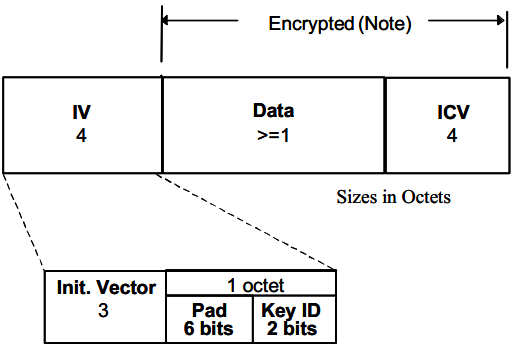 Encrypted (Note)
IV
4
Data
>=1
ICV
4
Sizes in Octets
Init. Vector
3
1 octet
Pad
6 bits
Key ID
2 bits